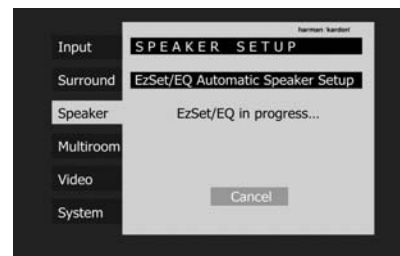 harman/kardon
Input
SPEAKER SETUP
Surround
EzSet/EQ Automatic Speaker Setup
Speaker
EzSet/EQ in progress...
Multiroom
Video
Cancel
System